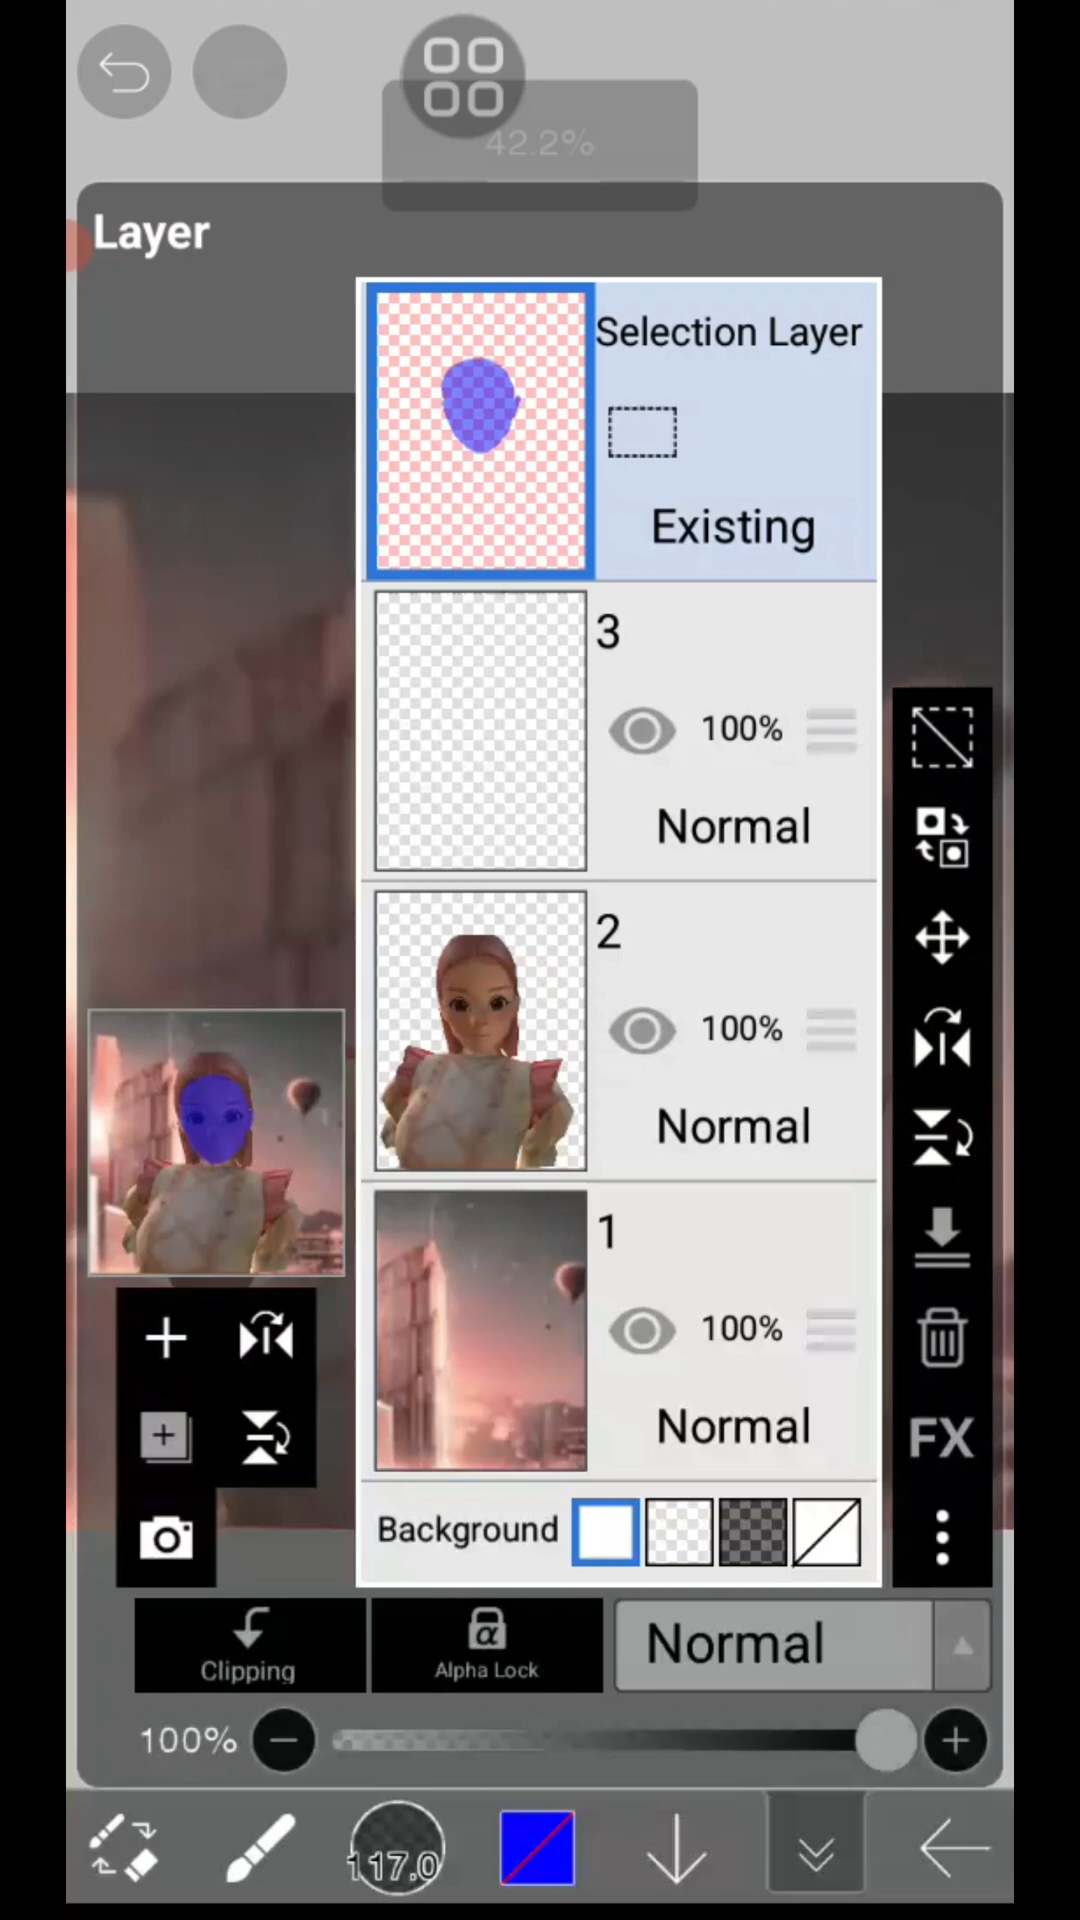 42.2%
Layer
Selection Layer
Existing
3
100%
Normal
2
100%
Normal
1
100%
Normal
Background
FX
Clipping
α
Alpha Lock
Normal
100%
117.0